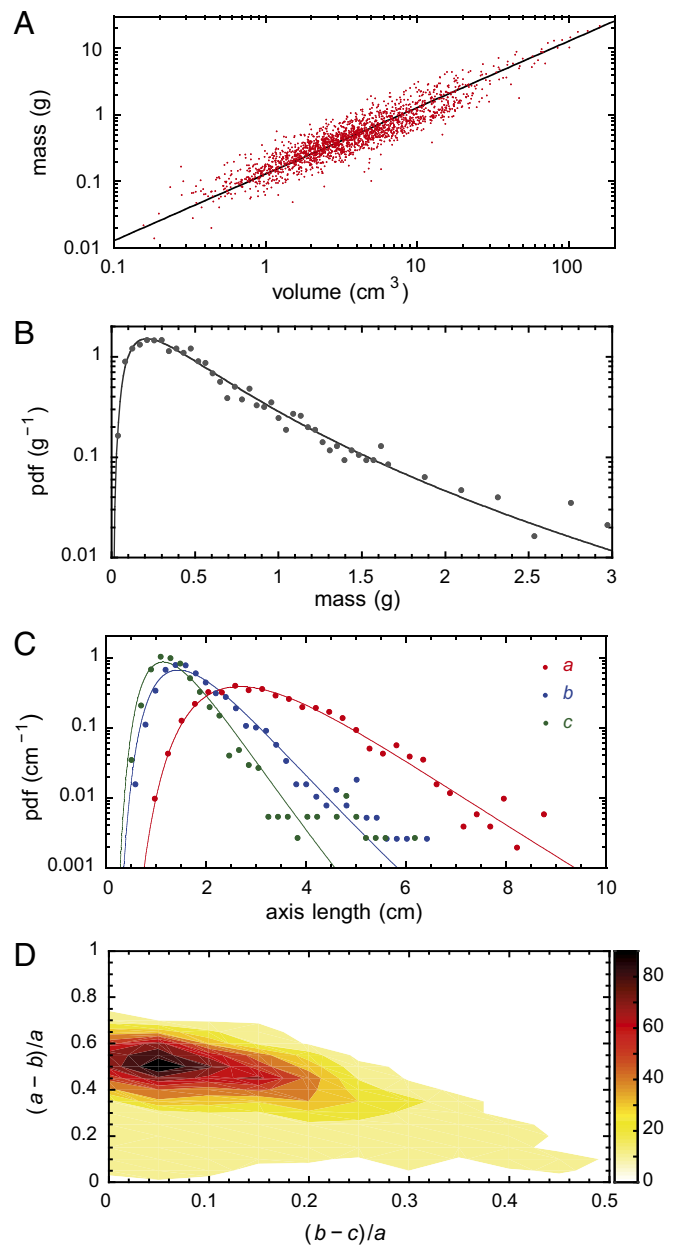 A
10
1
0.1
0.01
mass (g)
0.1 1 10 100
volume (cm 3)
B
1
0.1
0.01
pdf (g−1)
0 0.5 1 1.5 2 2.5 3
mass (g)
C
1
0.1
0.01
0.001
pdf (cm−1)
a
b
c
0 2 4 6 8 10
axis length (cm)
D
1
0.8
0.6
0.4
0.2
0
(a − b)/a
80
60
40
20
0
0 0.1 0.2 0.3 0.4 0.5
(b − c)/a